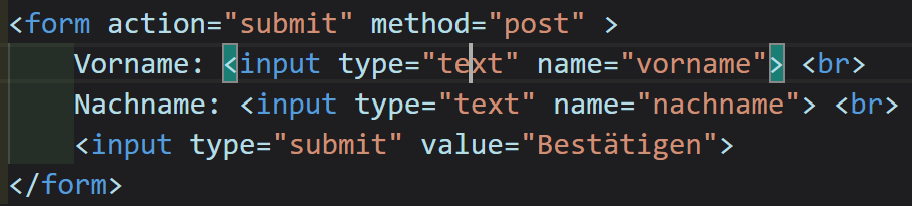 <form action="submit" method="post" >
Vorname: <input type="text" name="vorname"> <br>
Nachname: <input type="text" name="nachname"> <br>
<input type="submit" value="Bestätigen">
</form>